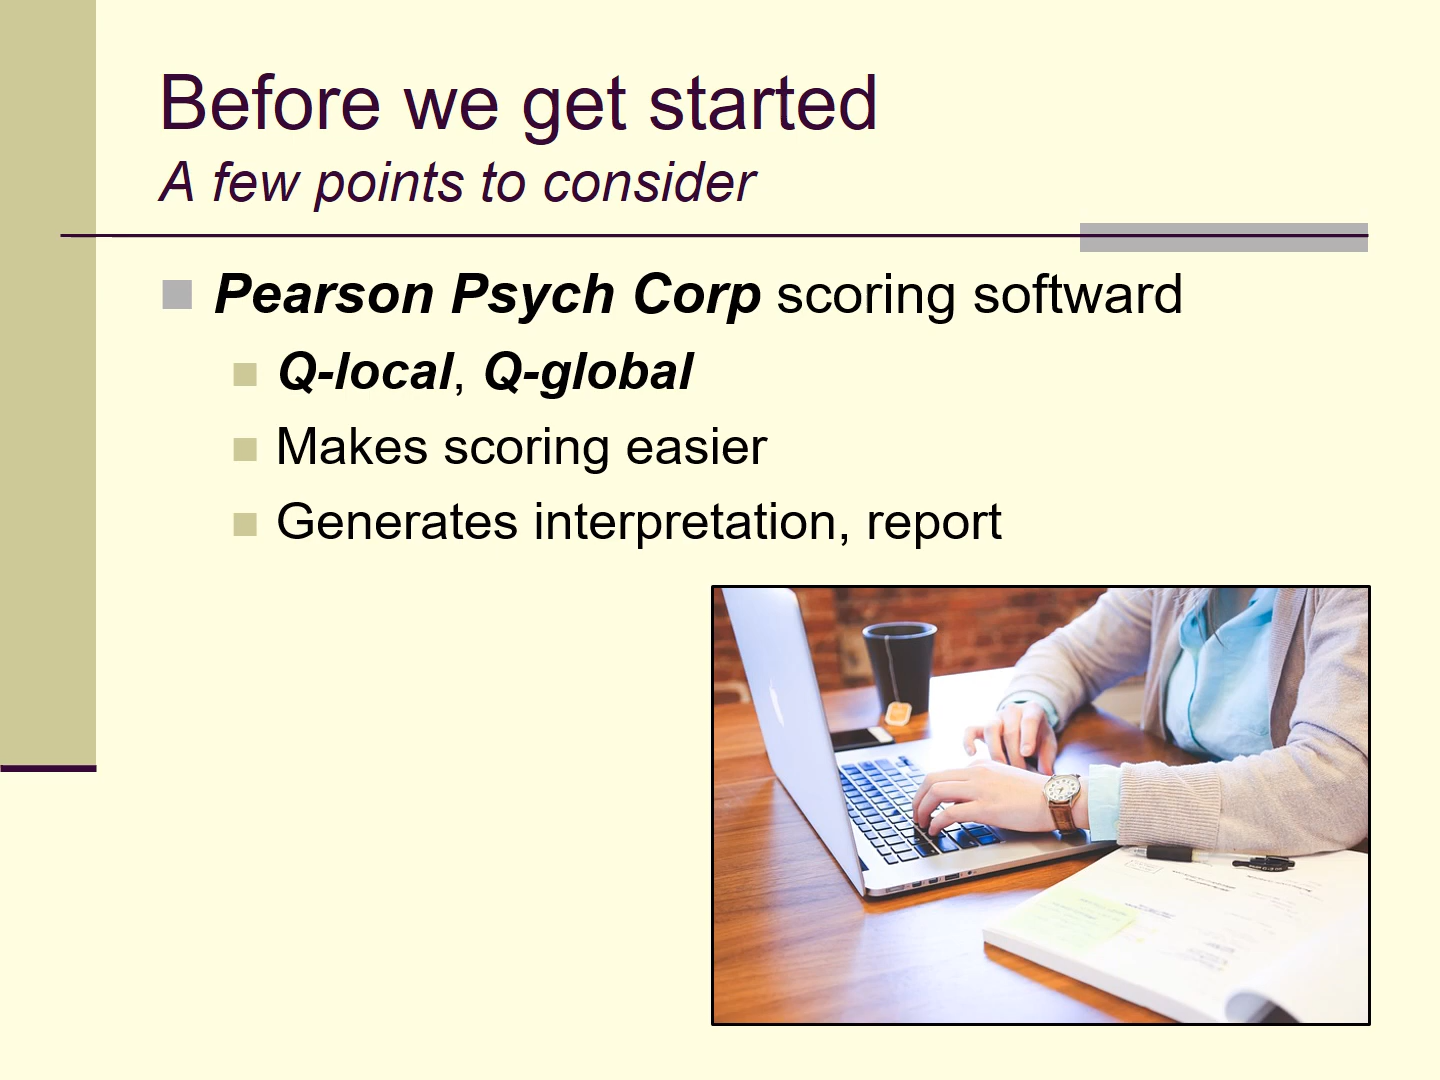 Before we get started
A few points to consider
Pearson Psych Corp scoring softward
Q-local, Q-global
Makes scoring easier
Generates interpretation, report